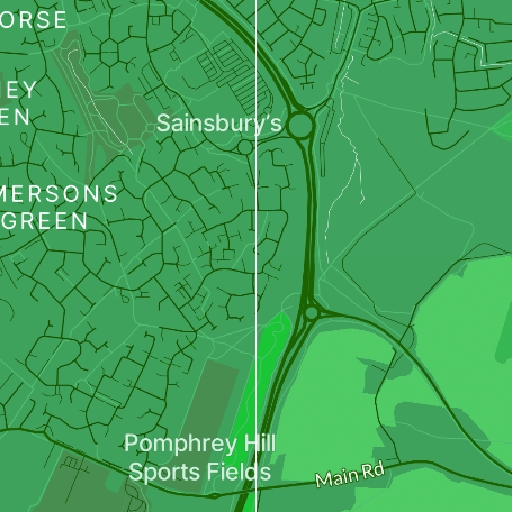 ORSE
EY
EN
Sainsbury's
MERSONS
GREEN
Pomphrey Hill
Sports Fields
Main Rd